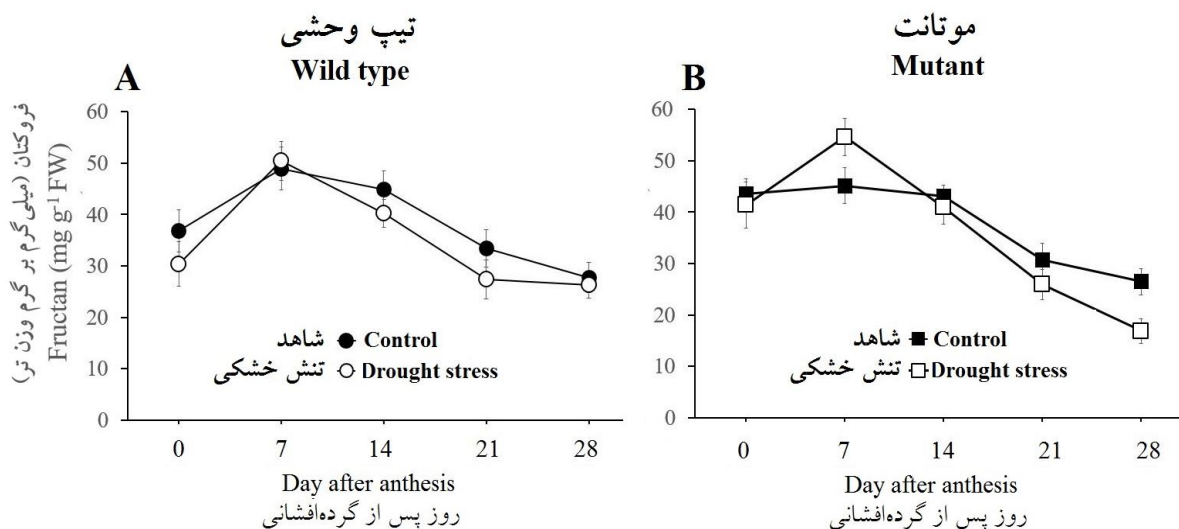 تیپ وحشی
Wild type
A
فروکتان (میلی‌گرم بر گرم وزن تر)
Fructan (mg g⁻¹ FW)
60
50
40
30
20
10
0
شاهد Control
تنش خشکی Drought stress
0 7 14 21 28
Day after anthesis
روز پس از گرده‌افشانی
موتانت
Mutant
B
60
50
40
30
20
10
0
شاهد Control
تنش خشکی Drought stress
0 7 14 21 28
Day after anthesis
روز پس از گرده‌افشانی